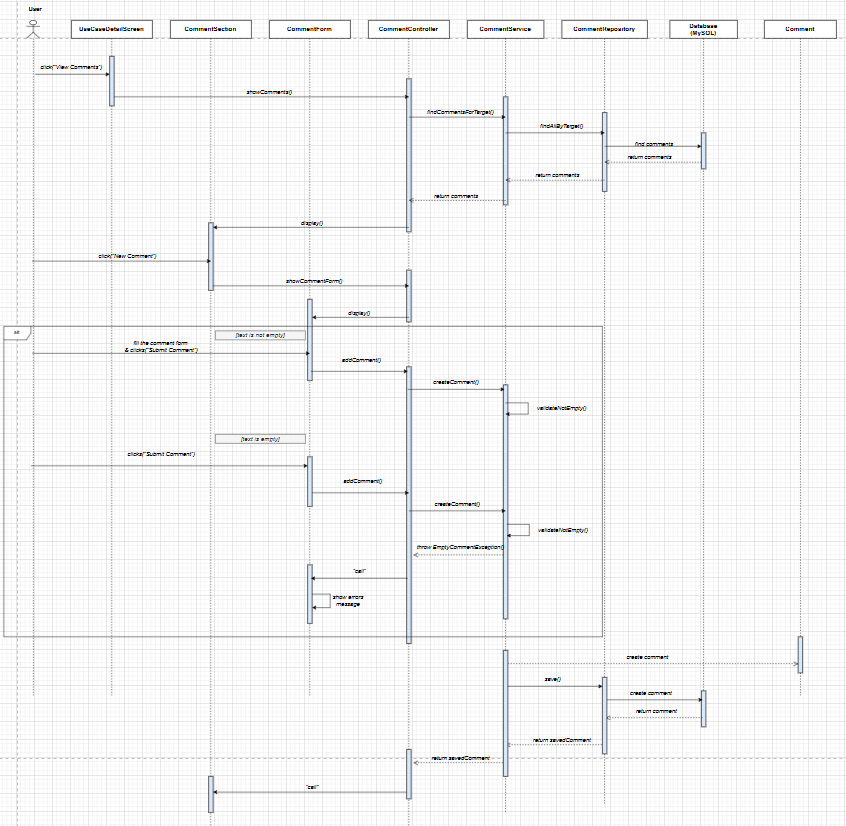 User
UseCaseDetailScreen
CommentSection
CommentForm
CommentController
CommentService
CommentRepository
Database
(MySQL)
Comment
click("View Comments")
showComments()
findCommentsForTarget()
findAllByTarget()
find comments
return comments
return comments
return comments
display()
click("New Comment")
showCommentForm()
display()
alt
[text is not empty]
fill the comment form
& clicks("Submit Comment")
addComment()
createComment()
validateNotEmpty()
[text is empty]
clicks("Submit Comment")
addComment()
createComment()
validateNotEmpty()
throw EmptyCommentException()
"call"
show errors
message
create comment
save()
create comment
return comment
return savedComment
return savedComment
"call"